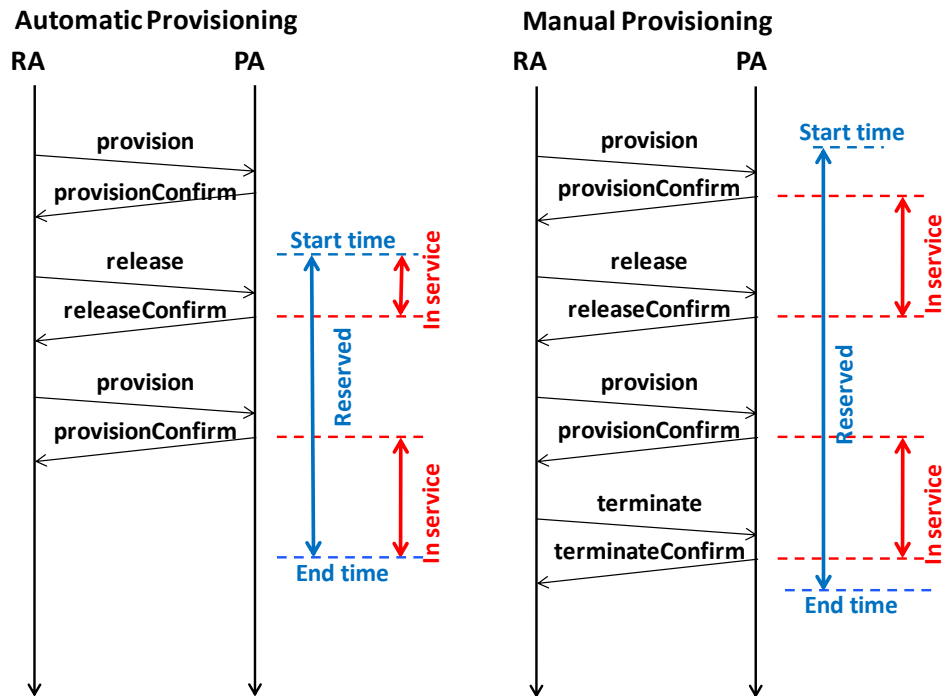 Automatic Provisioning
RA
PA
provision
provisionConfirm
release
releaseConfirm
provision
provisionConfirm
Start time
In service
Reserved
In service
End time
Manual Provisioning
RA
PA
provision
provisionConfirm
release
releaseConfirm
provision
provisionConfirm
terminate
terminateConfirm
Start time
In service
Reserved
In service
End time